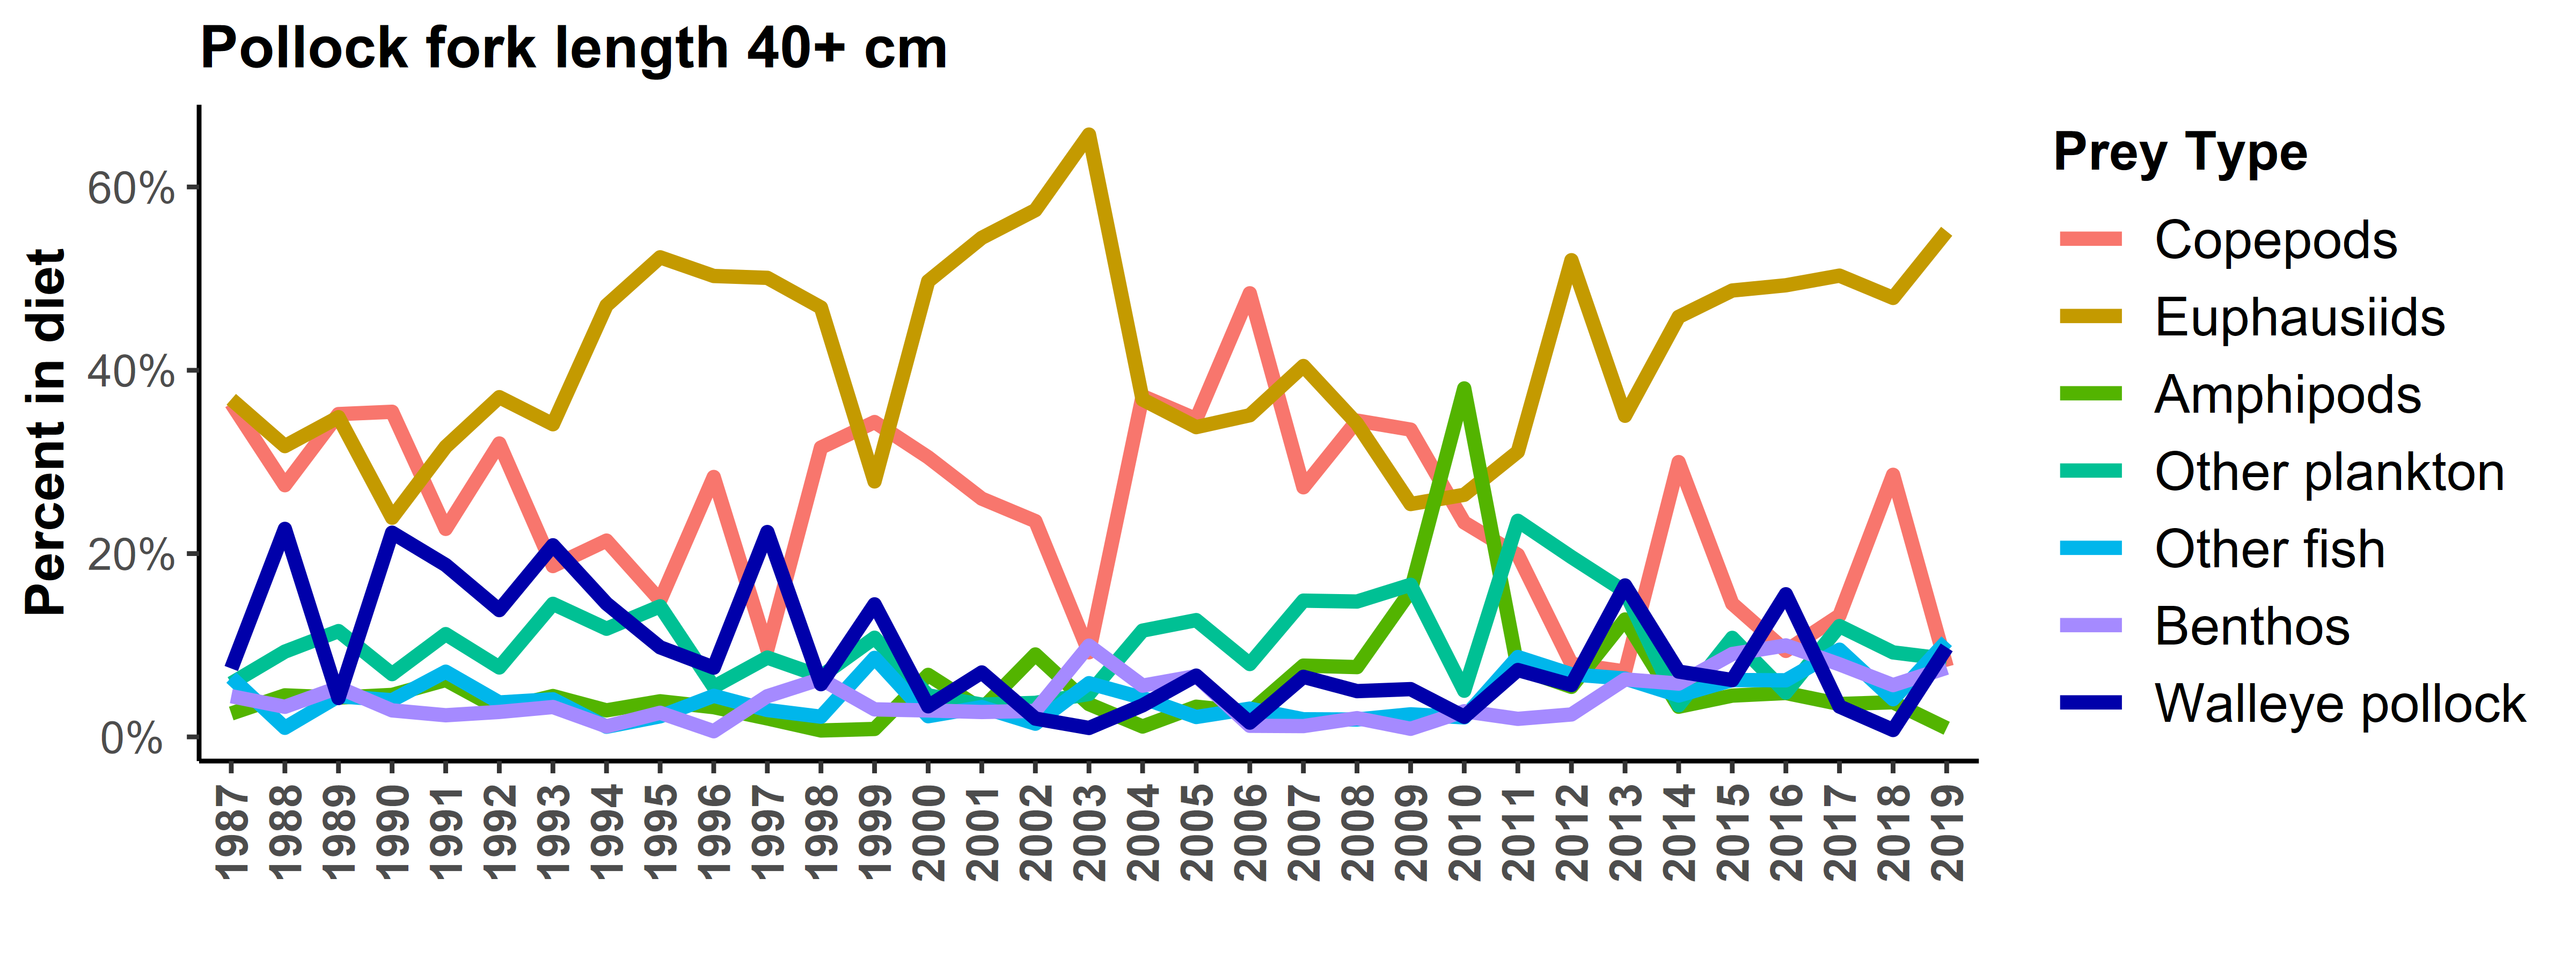 Pollock fork length 40+ cm
Percent in diet
60%
40%
20%
0%
1987 1988 1989 1990 1991 1992 1993 1994 1995 1996 1997 1998 1999 2000 2001 2002 2003 2004 2005 2006 2007 2008 2009 2010 2011 2012 2013 2014 2015 2016 2017 2018 2019
Prey Type
Copepods
Euphausiids
Amphipods
Other plankton
Other fish
Benthos
Walleye pollock